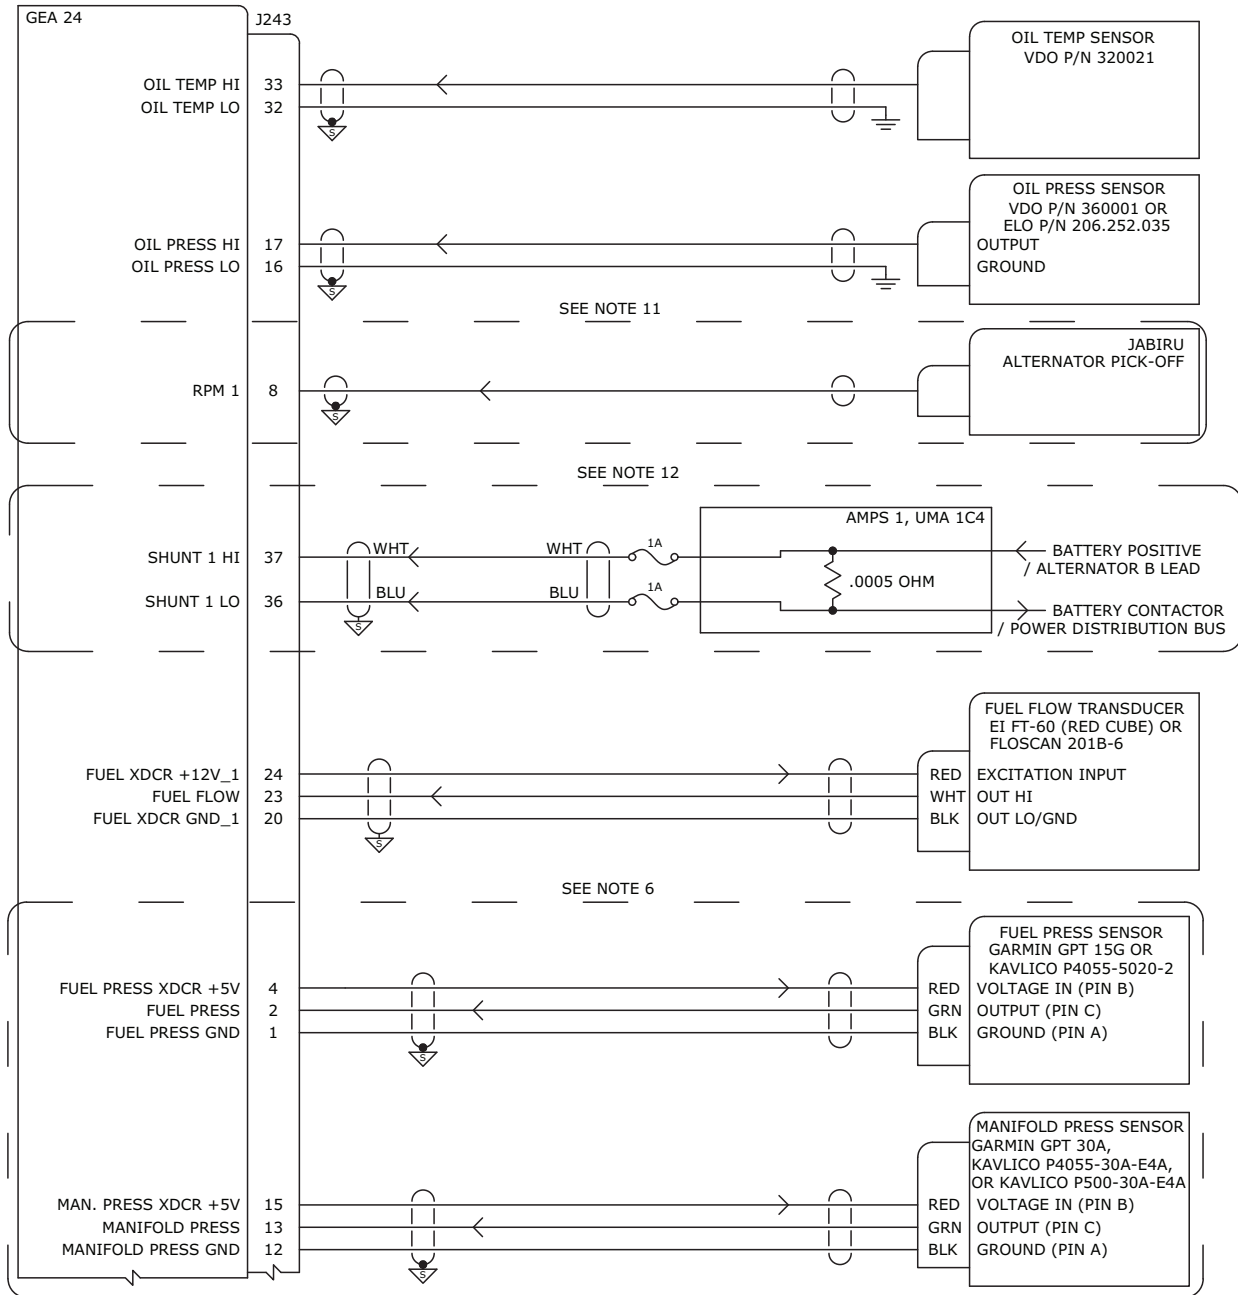 GEA 24
J243
OIL TEMP SENSOR
VDO P/N 320021
OIL TEMP HI 33
S
OIL TEMP LO 32
OIL PRESS SENSOR
VDO P/N 360001 OR
ELO P/N 206.252.035
OIL PRESS HI 17 OUTPUT
OIL PRESS LO 16 GROUND
S
SEE NOTE 11
JABIRU
ALTERNATOR PICK-OFF
RPM 1 8
S
SEE NOTE 12
AMPS 1, UMA 1C4
SHUNT 1 HI 37 WHT WHT 1A BATTERY POSITIVE
/ ALTERNATOR B LEAD
.0005 OHM
SHUNT 1 LO 36 BLU BLU 1A BATTERY CONTACTOR
/ POWER DISTRIBUTION BUS
S
FUEL FLOW TRANSDUCER
EI FT-60 (RED CUBE) OR
FLOSCAN 201B-6
FUEL XDCR +12V_1 24 RED EXCITATION INPUT
FUEL FLOW 23 WHT OUT HI
FUEL XDCR GND_1 20 BLK OUT LO/GND
S
SEE NOTE 6
FUEL PRESS SENSOR
GARMIN GPT 15G OR
KAVLICO P4055-5020-2
FUEL PRESS XDCR +5V 4 RED VOLTAGE IN (PIN B)
FUEL PRESS 2 GRN OUTPUT (PIN C)
FUEL PRESS GND 1 BLK GROUND (PIN A)
S
MANIFOLD PRESS SENSOR
GARMIN GPT 30A,
KAVLICO P4055-30A-E4A,
OR KAVLICO P500-30A-E4A
MAN. PRESS XDCR +5V 15 RED VOLTAGE IN (PIN B)
MANIFOLD PRESS 13 GRN OUTPUT (PIN C)
MANIFOLD PRESS GND 12 BLK GROUND (PIN A)
S